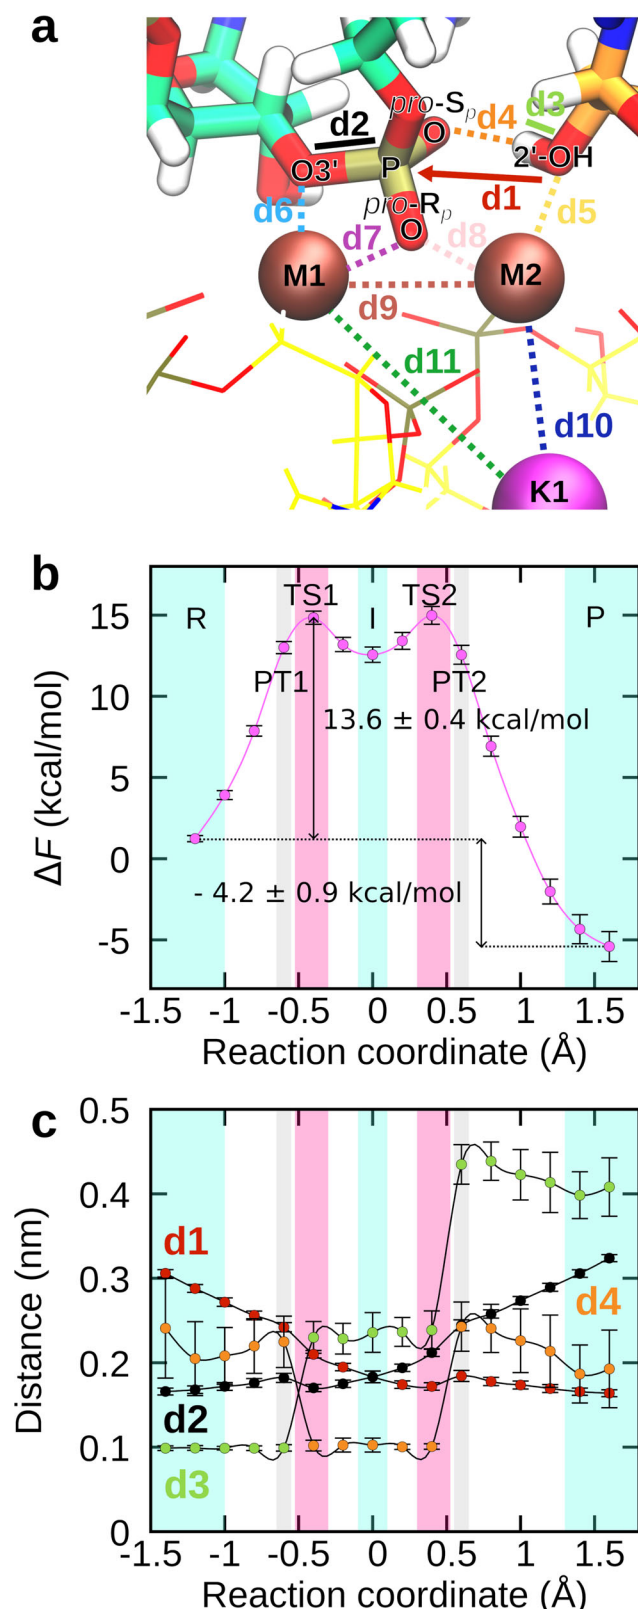 a
pro-Sp
d4
d3
d2
O
2'-OH
O3'
P
d1
pro-Rp
d6
d5
O
d7
d8
M1
M2
d9
d11
d10
K1
b
15
R
TS1
I
TS2
P
10
PT1
PT2
13.6 ± 0.4 kcal/mol
5
ΔF (kcal/mol)
0
- 4.2 ± 0.9 kcal/mol
-5
-1.5 -1 -0.5 0 0.5 1 1.5
Reaction coordinate (Å)
c
0.5
0.4
d1
0.3
d4
Distance (nm)
0.2
d2
0.1
d3
0
-1.5 -1 -0.5 0 0.5 1 1.5
Reaction coordinate (Å)